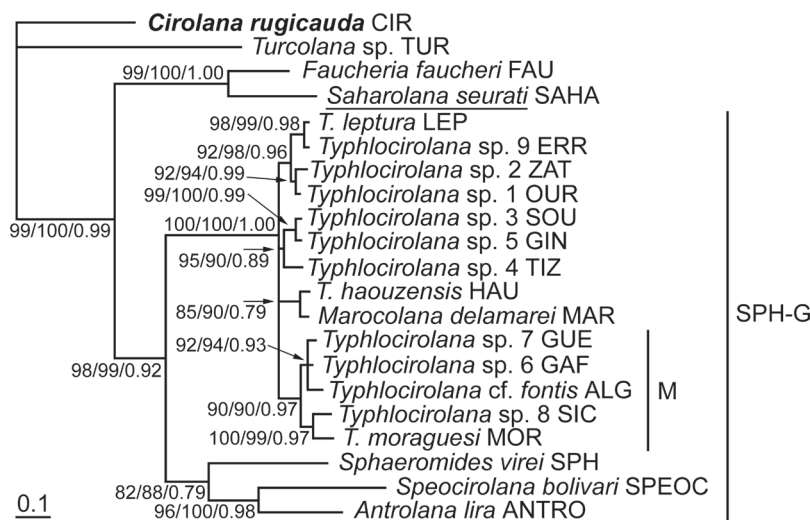 Cirolana rugicauda CIR
Turcolana sp. TUR
99/100/1.00
Faucheria faucheri FAU
Saharolana seurati SAHA
98/99/0.98
T. leptura LEP
Typhlocirolana sp. 9 ERR
92/98/0.96
92/94/0.99
Typhlocirolana sp. 2 ZAT
Typhlocirolana sp. 1 OUR
99/100/0.99
Typhlocirolana sp. 3 SOU
100/100/1.00
Typhlocirolana sp. 5 GIN
99/100/0.99
95/90/0.89
Typhlocirolana sp. 4 TIZ
T. haouzensis HAU
85/90/0.79
Marocolana delamarei MAR
SPH-G
92/94/0.93
Typhlocirolana sp. 7 GUE
98/99/0.92
Typhlocirolana sp. 6 GAF
Typhlocirolana cf. fontis ALG
M
90/90/0.97
Typhlocirolana sp. 8 SIC
100/99/0.97
T. moraguesi MOR
Sphaeromides virei SPH
82/88/0.79
Speocirolana bolivari SPEOC
96/100/0.98
Antrolana lira ANTRO
0.1